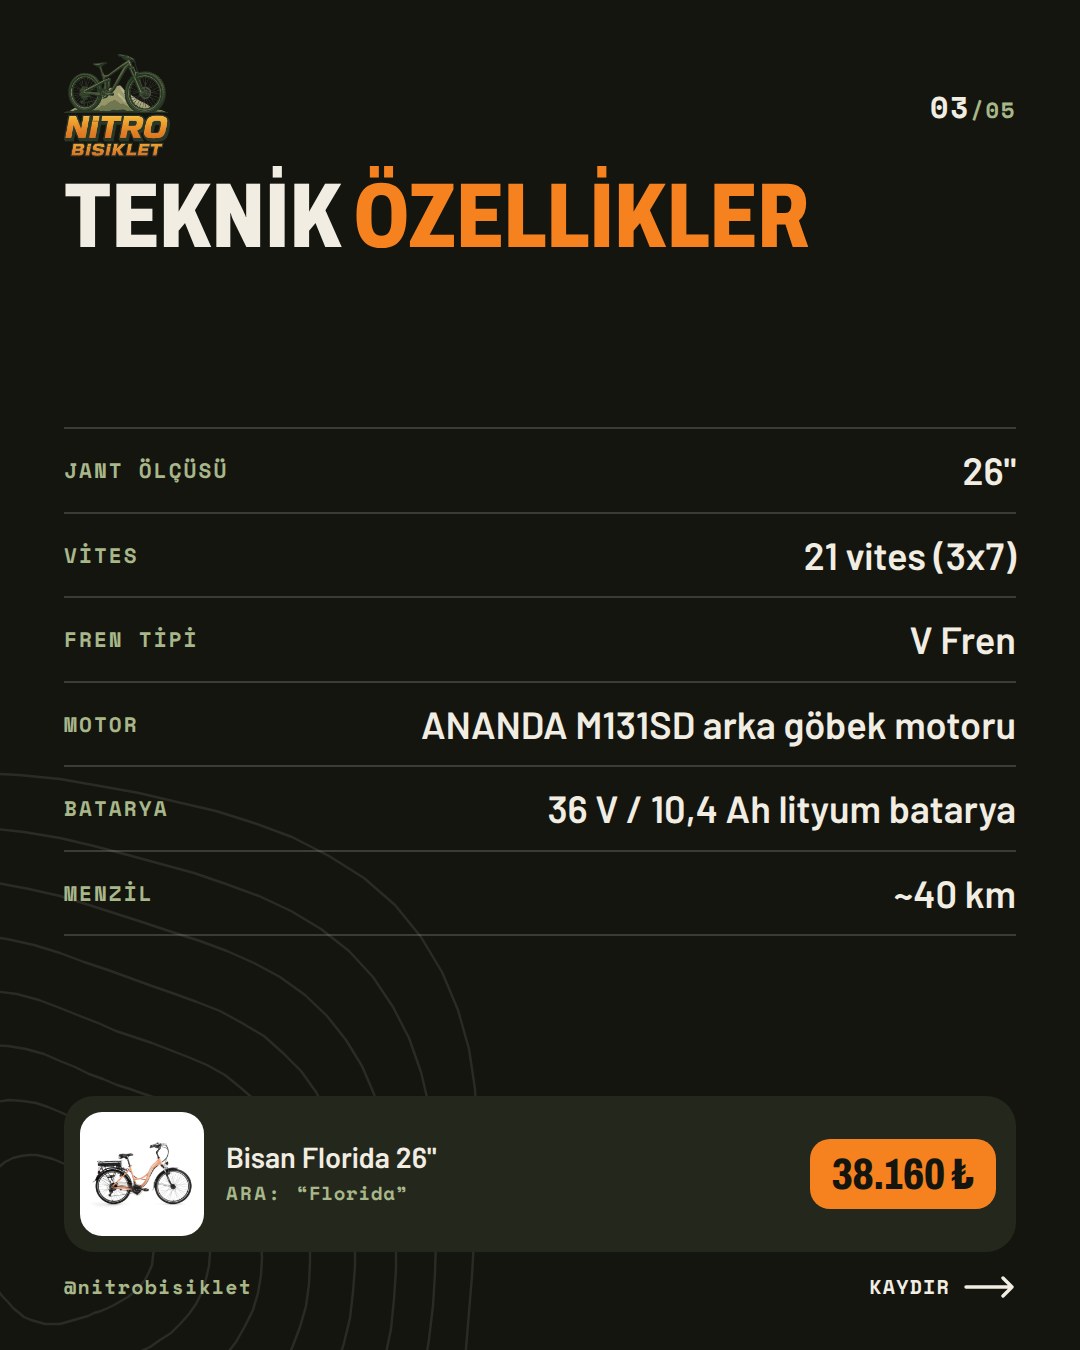 NiTRO
BISIKLET
03/05
TEKNİK ÖZELLİKLER
JANT ÖLÇÜSÜ
26"
VİTES
21 vites (3x7)
FREN TİPİ
V Fren
MOTOR
ANANDA M131SD arka göbek motoru
BATARYA
36 V / 10,4 Ah lityum batarya
MENZİL
~40 km
Bisan Florida 26"
ARA: “Florida”
38.160 ₺
@nitrobisiklet
KAYDIR →